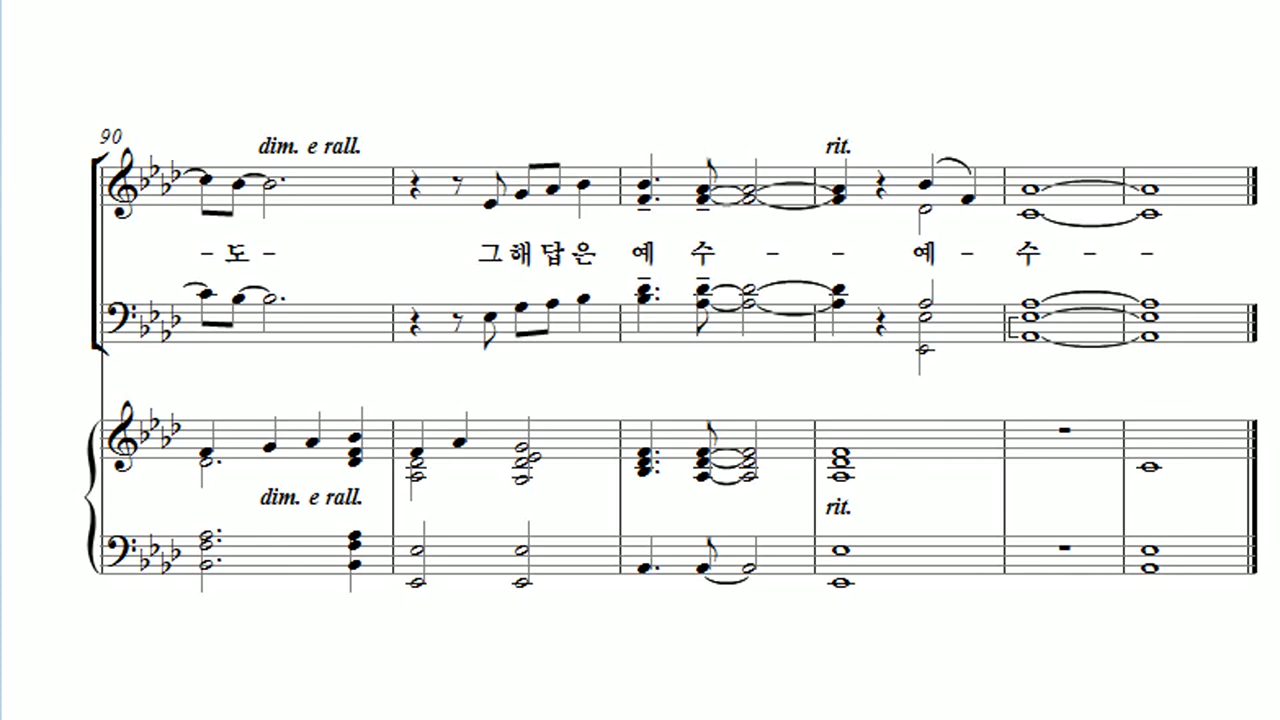 90
dim. e rall. rit.
- 도 - 그 해 답 은 예 수 - - 예 - 수 - -
dim. e rall. rit.